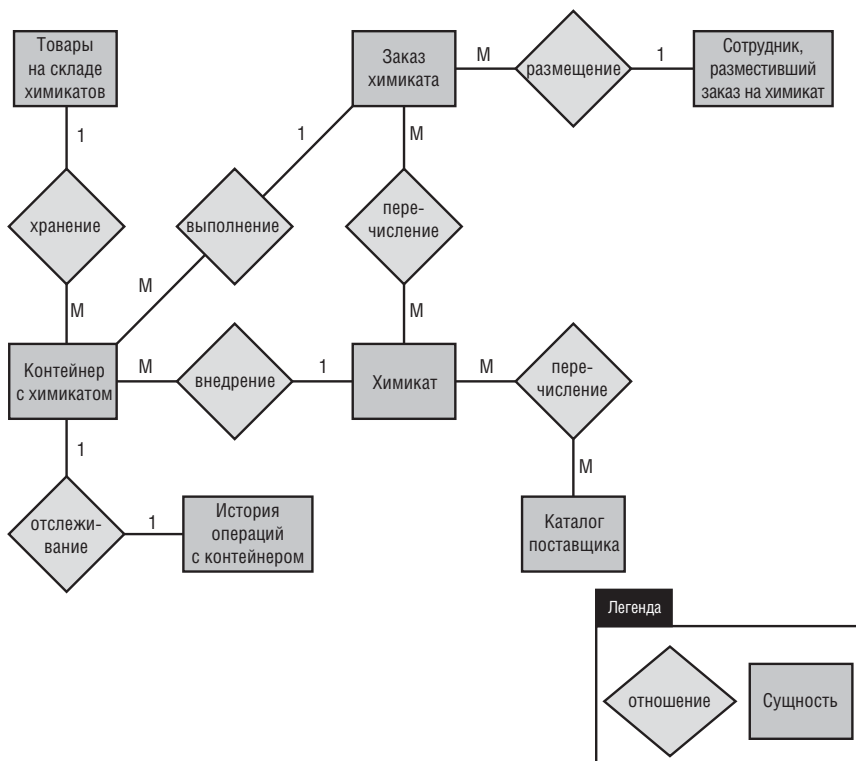 Товары
на складе
химикатов
Заказ
химиката
М
размещение
1
Сотрудник,
разместивший
заказ на химикат
1
1
М
хранение
выполнение
пере-
числение
М
М
М
Контейнер
с химикатом
М
внедрение
1
Химикат
М
пере-
числение
1
М
отслежи-
вание
1
История
операций
с контейнером
Каталог
поставщика
Легенда
отношение
Сущность